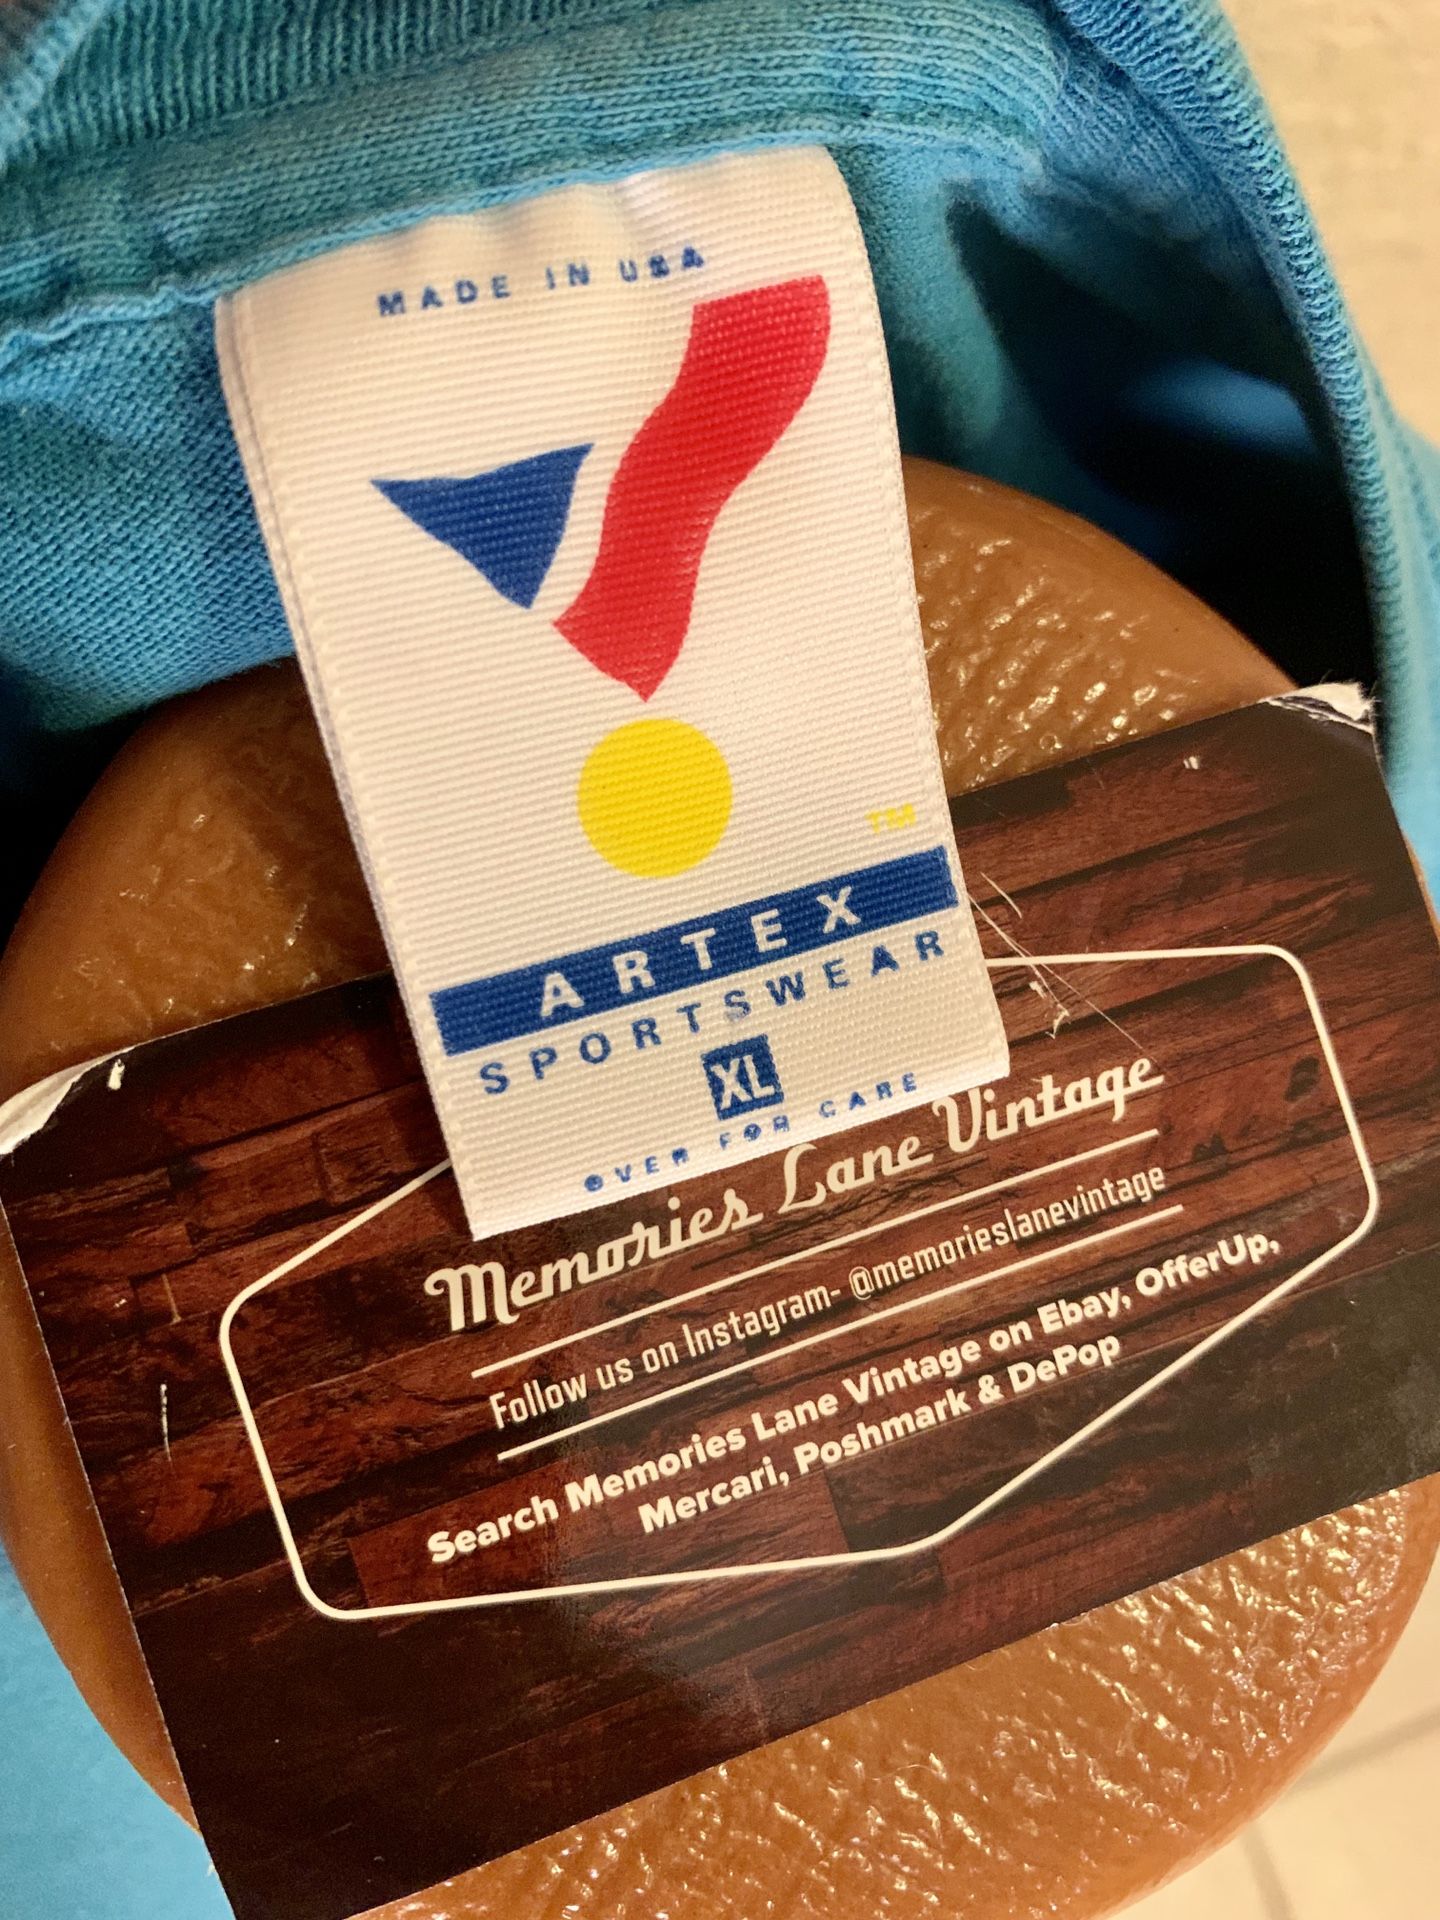 MADE IN USA
TM
ARTEX
SPORTSWEAR
XL
OVER FOR CARE
Memories Lane Vintage
Follow us on Instagram- @memorieslanevintage
Search Memories Lane Vintage on Ebay, OfferUp,
Mercari, Poshmark & DePop